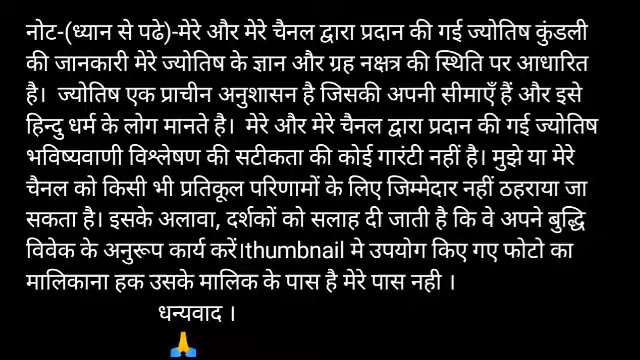 नोट-(ध्यान से पढे)-मेरे और मेरे चैनल द्वारा प्रदान की गई ज्योतिष कुंडली
की जानकारी मेरे ज्योतिष के ज्ञान और ग्रह नक्षत्र की स्थिति पर आधारित
है। ज्योतिष एक प्राचीन अनुशासन है जिसकी अपनी सीमाएँ हैं और इसे
हिन्दु धर्म के लोग मानते है। मेरे और मेरे चैनल द्वारा प्रदान की गई ज्योतिष
भविष्यवाणी विश्लेषण की सटीकता की कोई गारंटी नहीं है। मुझे या मेरे
चैनल को किसी भी प्रतिकूल परिणामों के लिए जिम्मेदार नहीं ठहराया जा
सकता है। इसके अलावा, दर्शकों को सलाह दी जाती है कि वे अपने बुद्धि
विवेक के अनुरूप कार्य करें।thumbnail मे उपयोग किए गए फोटो का
मालिकाना हक उसके मालिक के पास है मेरे पास नही ।
धन्यवाद ।
🙏